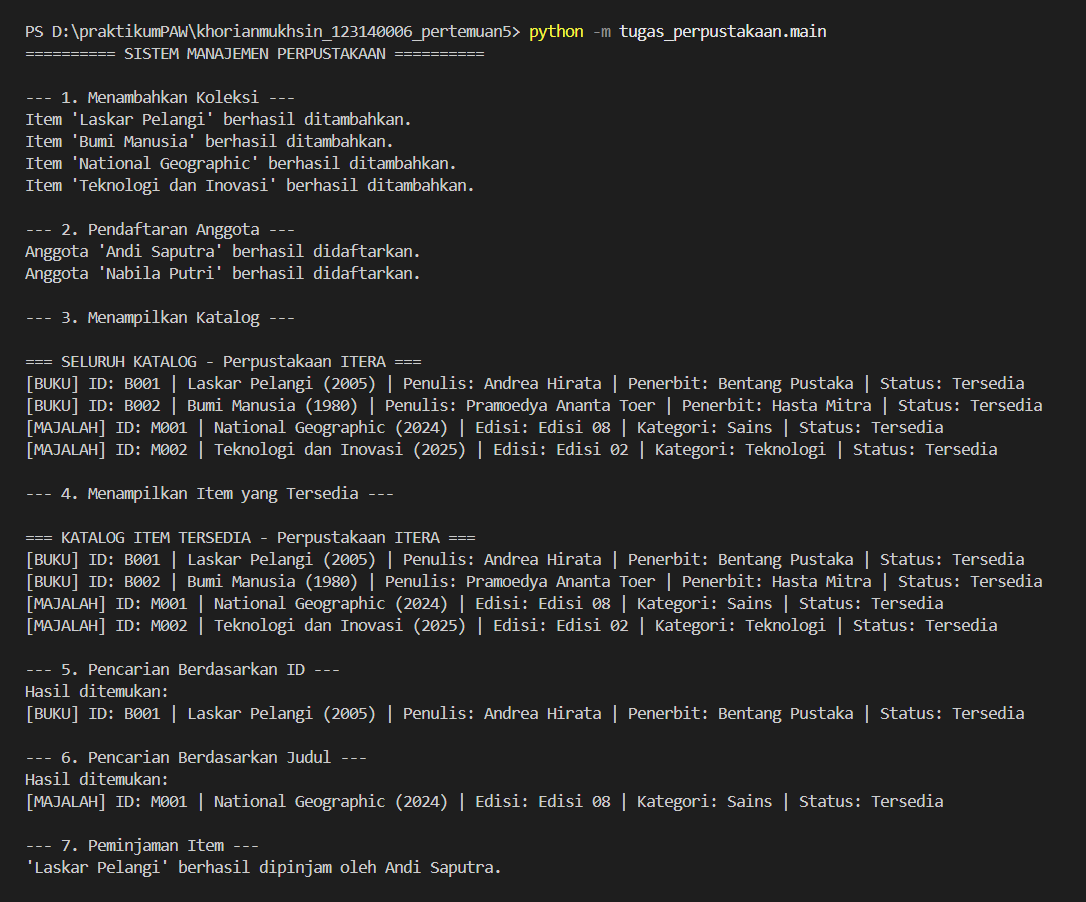 PS D:\praktikumPAW\khorianmukhsin_123140006_pertemuan5> python -m tugas_perpustakaan.main
========== SISTEM MANAJEMEN PERPUSTAKAAN ==========
--- 1. Menambahkan Koleksi ---
Item 'Laskar Pelangi' berhasil ditambahkan.
Item 'Bumi Manusia' berhasil ditambahkan.
Item 'National Geographic' berhasil ditambahkan.
Item 'Teknologi dan Inovasi' berhasil ditambahkan.
--- 2. Pendaftaran Anggota ---
Anggota 'Andi Saputra' berhasil didaftarkan.
Anggota 'Nabila Putri' berhasil didaftarkan.
--- 3. Menampilkan Katalog ---
=== SELURUH KATALOG - Perpustakaan ITERA ===
[BUKU] ID: B001 | Laskar Pelangi (2005) | Penulis: Andrea Hirata | Penerbit: Bentang Pustaka | Status: Tersedia
[BUKU] ID: B002 | Bumi Manusia (1980) | Penulis: Pramoedya Ananta Toer | Penerbit: Hasta Mitra | Status: Tersedia
[MAJALAH] ID: M001 | National Geographic (2024) | Edisi: Edisi 08 | Kategori: Sains | Status: Tersedia
[MAJALAH] ID: M002 | Teknologi dan Inovasi (2025) | Edisi: Edisi 02 | Kategori: Teknologi | Status: Tersedia
--- 4. Menampilkan Item yang Tersedia ---
=== KATALOG ITEM TERSEDIA - Perpustakaan ITERA ===
[BUKU] ID: B001 | Laskar Pelangi (2005) | Penulis: Andrea Hirata | Penerbit: Bentang Pustaka | Status: Tersedia
[BUKU] ID: B002 | Bumi Manusia (1980) | Penulis: Pramoedya Ananta Toer | Penerbit: Hasta Mitra | Status: Tersedia
[MAJALAH] ID: M001 | National Geographic (2024) | Edisi: Edisi 08 | Kategori: Sains | Status: Tersedia
[MAJALAH] ID: M002 | Teknologi dan Inovasi (2025) | Edisi: Edisi 02 | Kategori: Teknologi | Status: Tersedia
--- 5. Pencarian Berdasarkan ID ---
Hasil ditemukan:
[BUKU] ID: B001 | Laskar Pelangi (2005) | Penulis: Andrea Hirata | Penerbit: Bentang Pustaka | Status: Tersedia
--- 6. Pencarian Berdasarkan Judul ---
Hasil ditemukan:
[MAJALAH] ID: M001 | National Geographic (2024) | Edisi: Edisi 08 | Kategori: Sains | Status: Tersedia
--- 7. Peminjaman Item ---
'Laskar Pelangi' berhasil dipinjam oleh Andi Saputra.